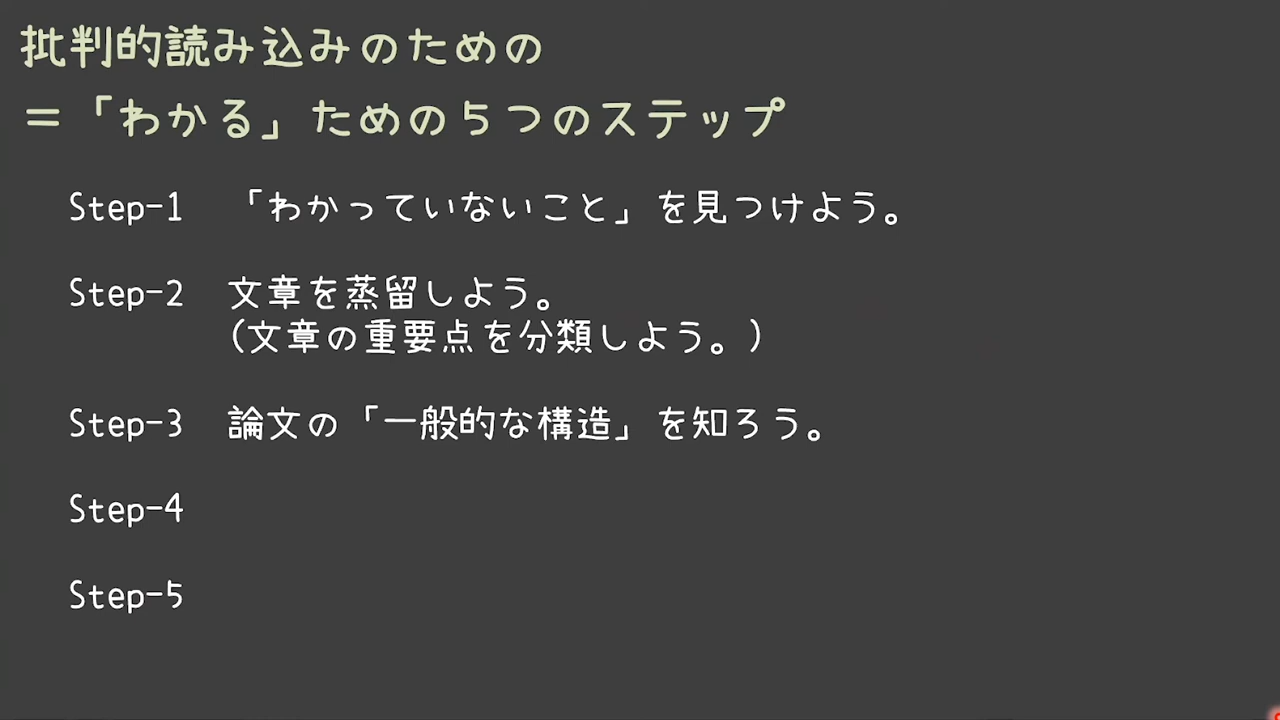 批判的読み込みのための
＝「わかる」ための５つのステップ
Step-1 「わかっていないこと」を見つけよう。
Step-2 文章を蒸留しよう。
（文章の重要点を分類しよう。）
Step-3 論文の「一般的な構造」を知ろう。
Step-4
Step-5